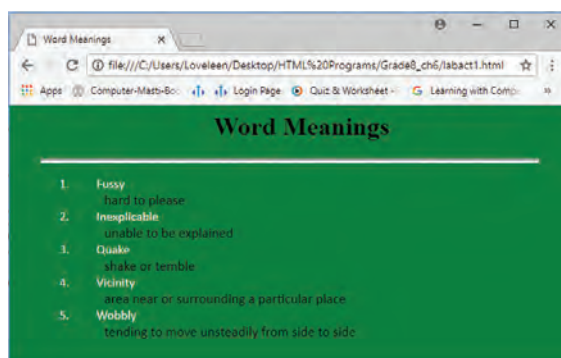 Word Meanings
file:///C:/Users/Loveleen/Desktop/HTML%20Programs/Grade8_ch6/labact1.html
Apps Computer-Masti-Boo Login Page Quiz & Worksheet - Learning with Comp
Word Meanings
1. Fussy
hard to please
2. Inexplicable
unable to be explained
3. Quake
shake or temble
4. Vicinity
area near or surrounding a particular place
5. Wobbly
tending to move unsteadily from side to side